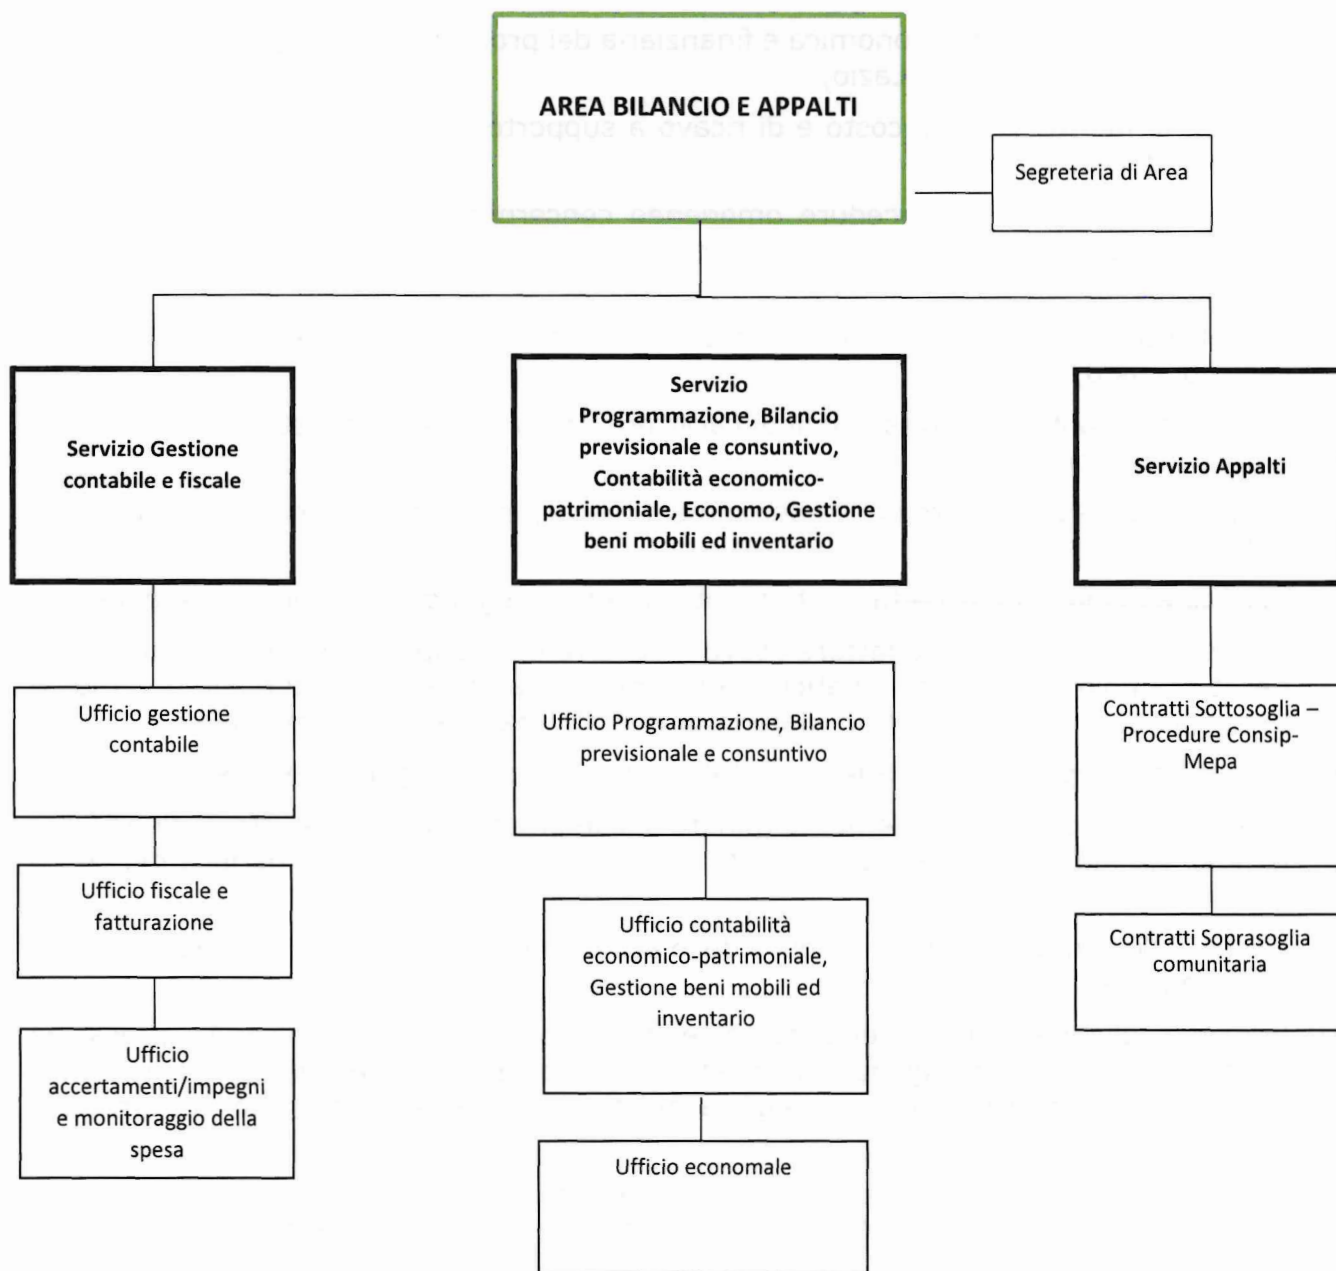 AREA BILANCIO E APPALTI
Segreteria di Area
Servizio Gestione
contabile e fiscale
Servizio
Programmazione, Bilancio
previsionale e consuntivo,
Contabilità economico-
patrimoniale, Economo, Gestione
beni mobili ed inventario
Servizio Appalti
Ufficio gestione
contabile
Ufficio fiscale e
fatturazione
Ufficio
accertamenti/impegni
e monitoraggio della
spesa
Ufficio Programmazione, Bilancio
previsionale e consuntivo
Ufficio contabilità
economico-patrimoniale,
Gestione beni mobili ed
inventario
Ufficio economale
Contratti Sottosoglia –
Procedure Consip-
Mepa
Contratti Soprasoglia
comunitaria